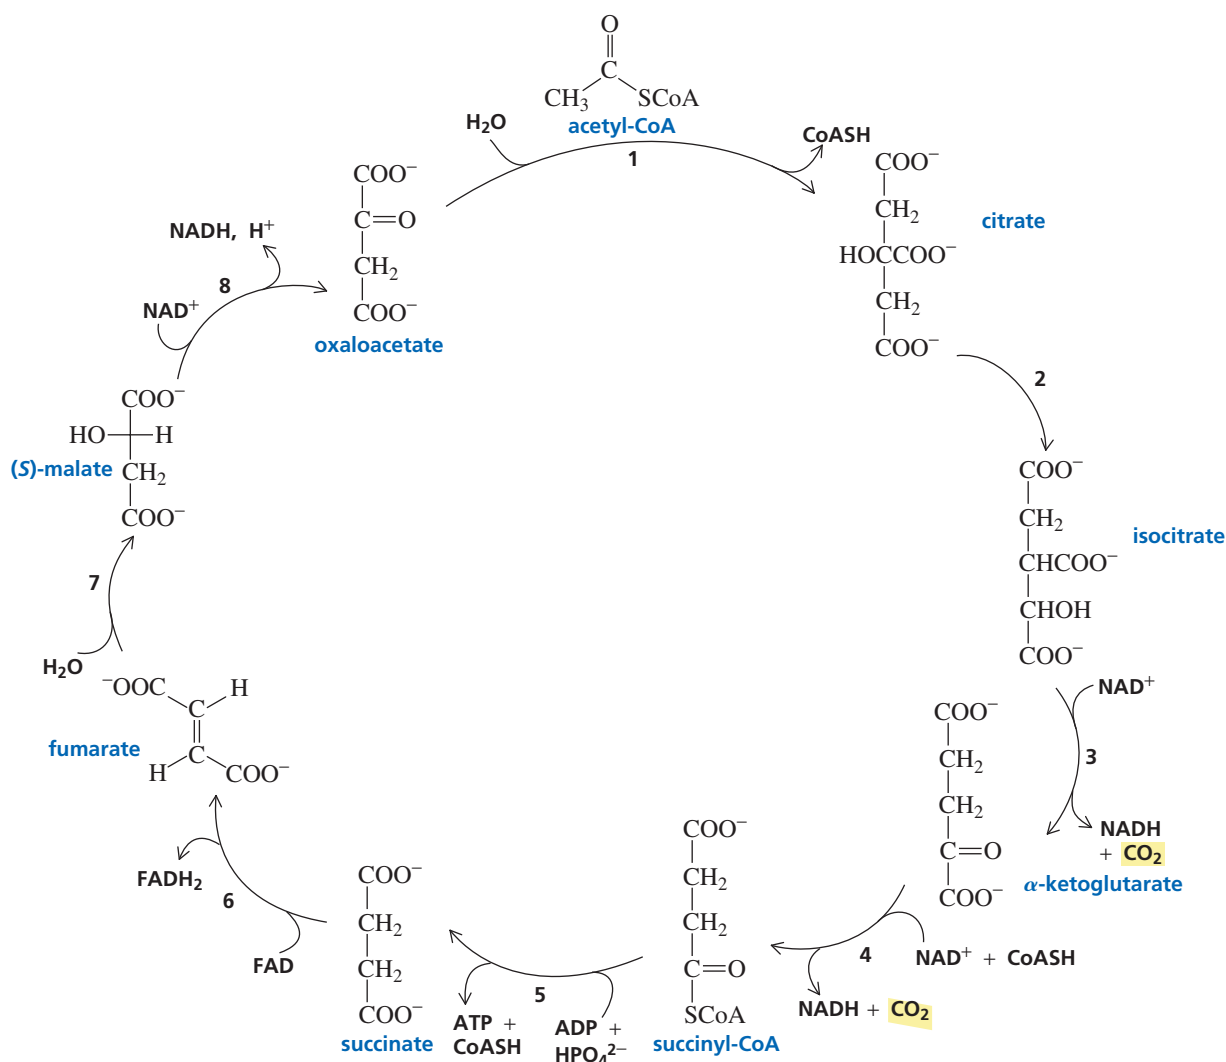 O
C
CH₃ SCoA
acetyl-CoA
H₂O
1
CoASH
COO⁻
CH₂
HOCCOO⁻
CH₂
COO⁻
citrate
2
COO⁻
CH₂
CHCOO⁻
CHOH
COO⁻
isocitrate
NAD⁺
3
NADH
+ CO₂
COO⁻
CH₂
CH₂
C=O
COO⁻
α-ketoglutarate
NAD⁺ + CoASH
4
NADH + CO₂
COO⁻
CH₂
CH₂
C=O
SCoA
succinyl-CoA
ADP +
HPO₄²⁻
5
ATP +
CoASH
COO⁻
CH₂
CH₂
COO⁻
succinate
FAD
6
FADH₂
⁻OOC H
C
C
H COO⁻
fumarate
H₂O
7
COO⁻
HO H
CH₂
COO⁻
(S)-malate
NAD⁺
8
NADH, H⁺
COO⁻
C=O
CH₂
COO⁻
oxaloacetate